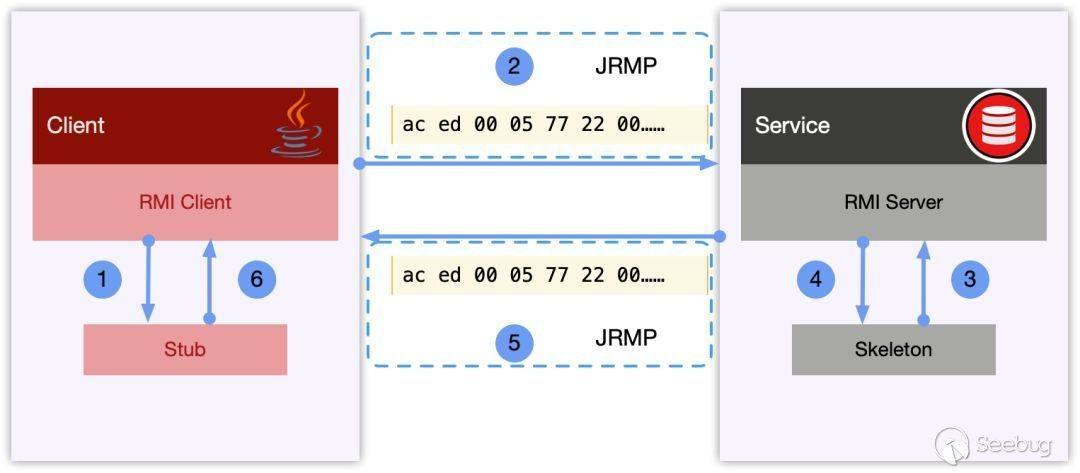 2 JRMP
ac ed 00 05 77 22 00……
Client
Service
RMI Client
RMI Server
ac ed 00 05 77 22 00……
1
6
4
3
5 JRMP
Stub
Skeleton
Seebug